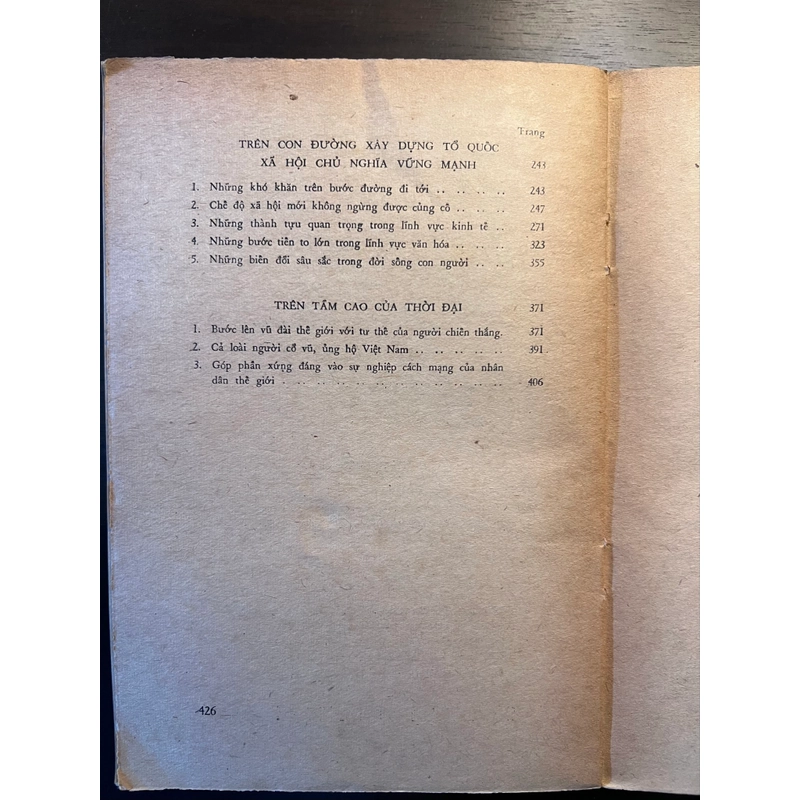 Trang
TRÊN CON ĐƯỜNG XÂY DỰNG TỔ QUỐC
XÃ HỘI CHỦ NGHĨA VỮNG MẠNH 243
1. Những khó khăn trên bước đường đi tới .. .. .. .. 243
2. Chế độ xã hội mới không ngừng được củng cố .. .. .. 247
3. Những thành tựu quan trọng trong lĩnh vực kinh tế .. .. 271
4. Những bước tiến to lớn trong lĩnh vực văn hóa .. .. .. 323
5. Những biến đổi sâu sắc trong đời sống con người .. .. 355
TRÊN TẦM CAO CỦA THỜI ĐẠI 371
1. Bước lên vũ đài thế giới với tư thế của người chiến thắng. 371
2. Cả loài người cổ vũ, ủng hộ Việt Nam .. .. .. .. .. 391
3. Góp phần xứng đáng vào sự nghiệp cách mạng của nhân
dân thế giới . .. .. .. .. .. .. .. .. .. .. .. 406
426